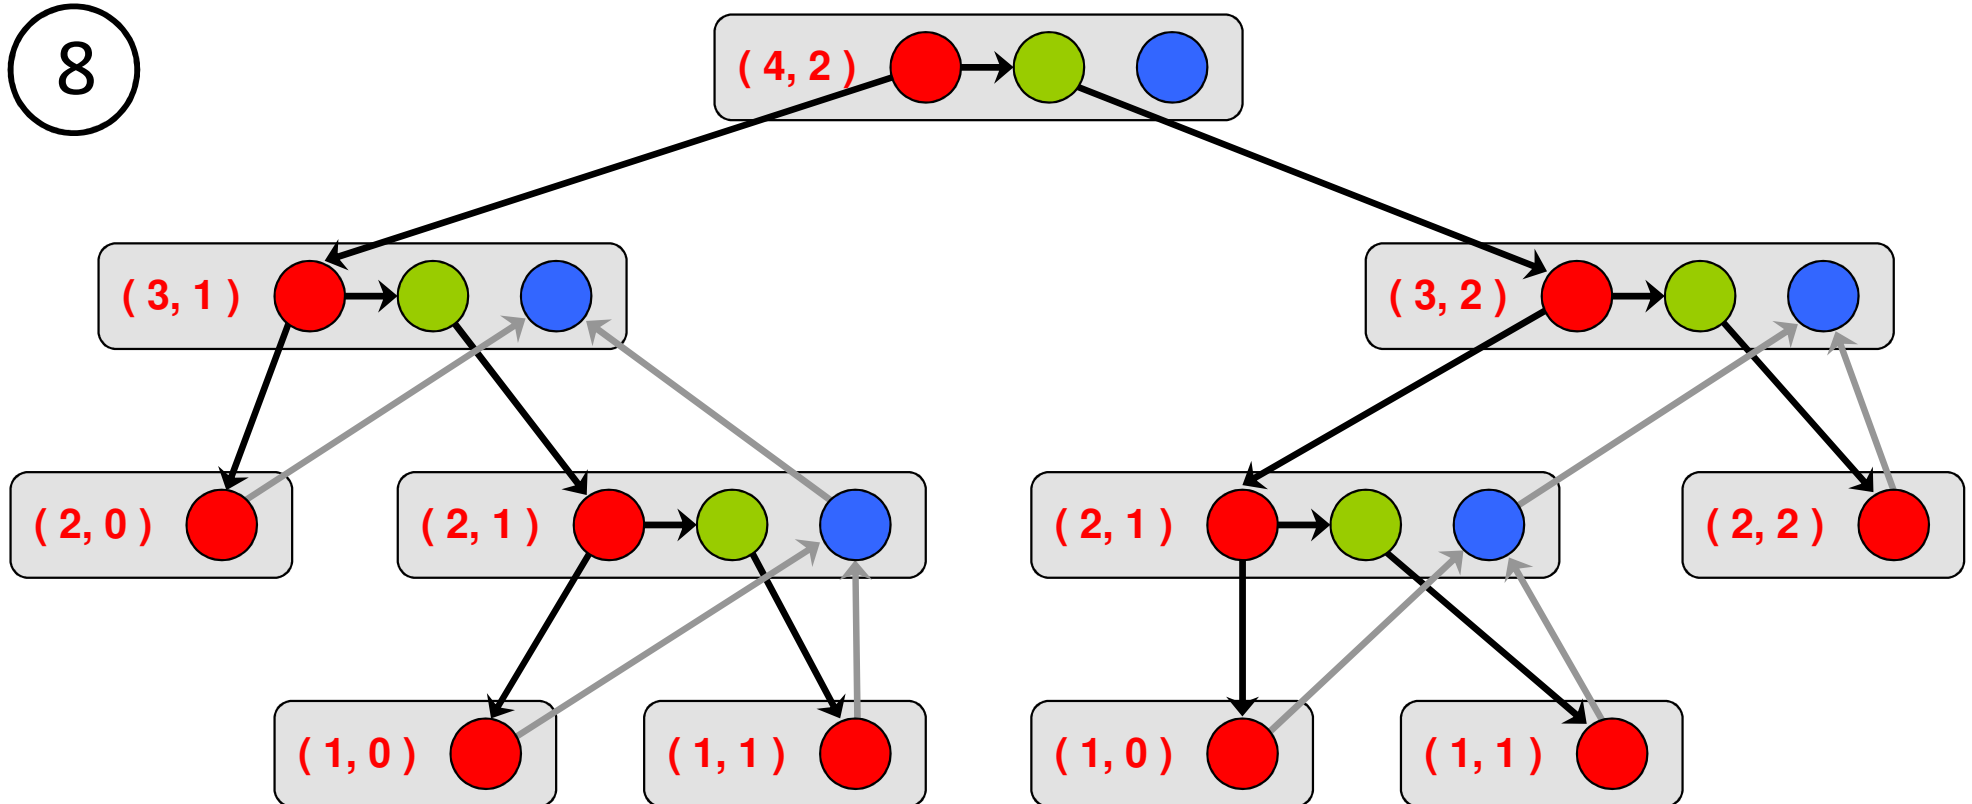 8
( 4, 2 )
( 3, 1 )
( 3, 2 )
( 2, 0 )
( 2, 1 )
( 2, 1 )
( 2, 2 )
( 1, 0 )
( 1, 1 )
( 1, 0 )
( 1, 1 )